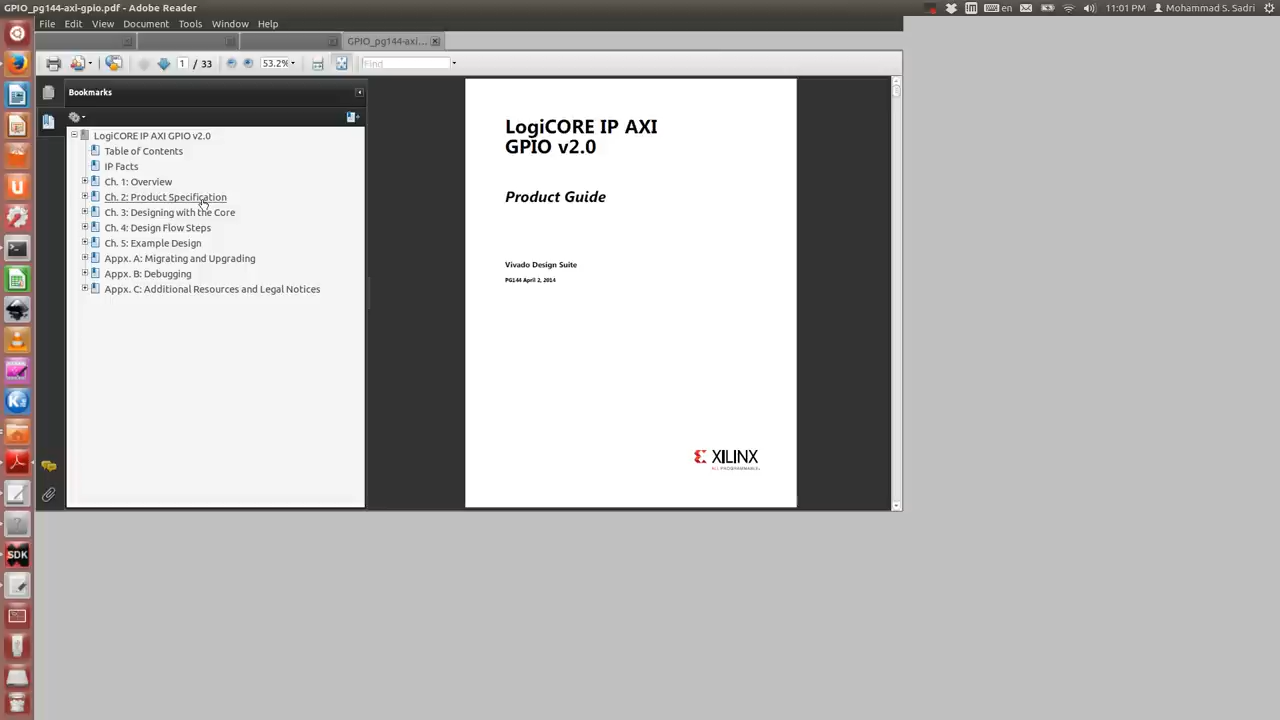 GPIO_pg144-axi-gpio.pdf - Adobe Reader
en 11:01 PM Mohammad S. Sadri
File Edit View Document Tools Window Help
GPIO_pg144-axi...
1 / 33 53.2% Find
Bookmarks
LogiCORE IP AXI GPIO v2.0
Table of Contents
IP Facts
Ch. 1: Overview
Ch. 2: Product Specification
Ch. 3: Designing with the Core
Ch. 4: Design Flow Steps
Ch. 5: Example Design
Appx. A: Migrating and Upgrading
Appx. B: Debugging
Appx. C: Additional Resources and Legal Notices
LogiCORE IP AXI
GPIO v2.0
Product Guide
Vivado Design Suite
PG144 April 2, 2014
XILINX
ALL PROGRAMMABLE
SDK